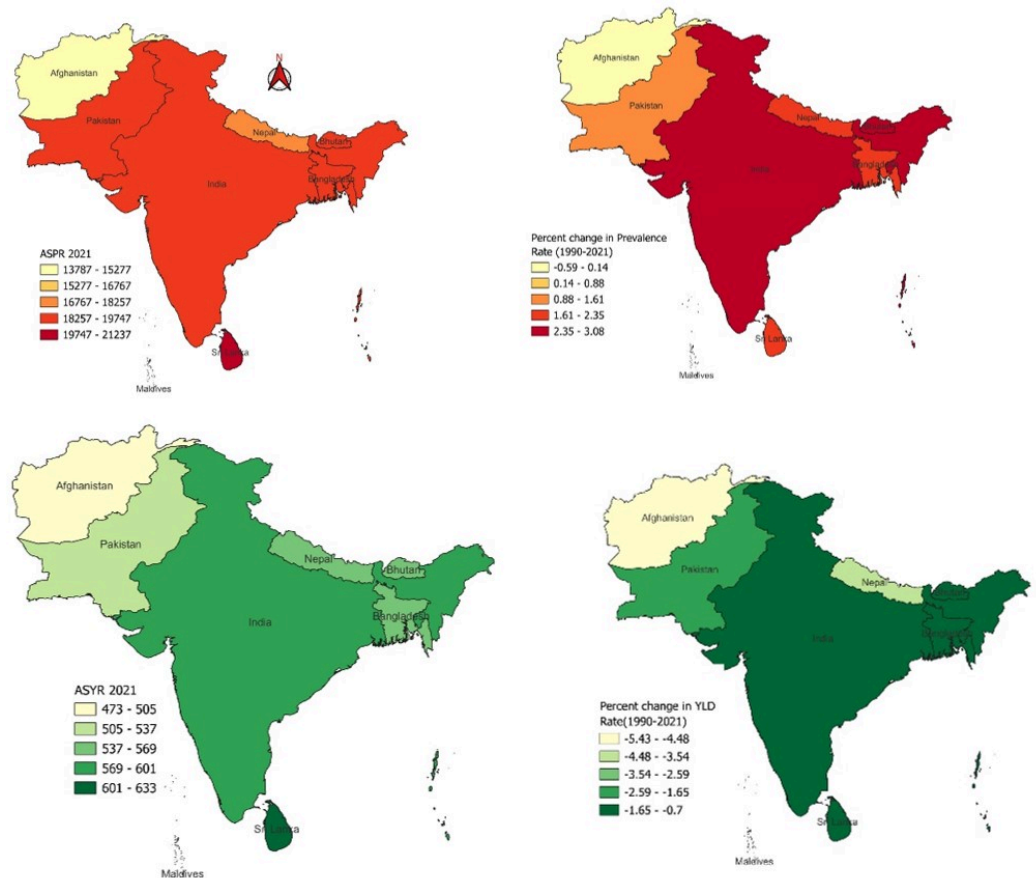 N
Afghanistan
Pakistan
Nepal
Bhutan
India
Bangladesh
ASPR 2021
13787 - 15277
15277 - 16767
16767 - 18257
18257 - 19747
19747 - 21237
Sri Lanka
Maldives
Afghanistan
Pakistan
Nepal
Bhutan
India
Bangladesh
Percent change in Prevalence
Rate (1990-2021)
-0.59 - 0.14
0.14 - 0.88
0.88 - 1.61
1.61 - 2.35
2.35 - 3.08
Sri Lanka
Maldives
Afghanistan
Pakistan
Nepal
Bhutan
India
Bangladesh
ASYR 2021
473 - 505
505 - 537
537 - 569
569 - 601
601 - 633
Sri Lanka
Maldives
Afghanistan
Pakistan
Nepal
Bhutan
India
Bangladesh
Percent change in YLD
Rate(1990-2021)
-5.43 - -4.48
-4.48 - -3.54
-3.54 - -2.59
-2.59 - -1.65
-1.65 - -0.7
Sri Lanka
Maldives